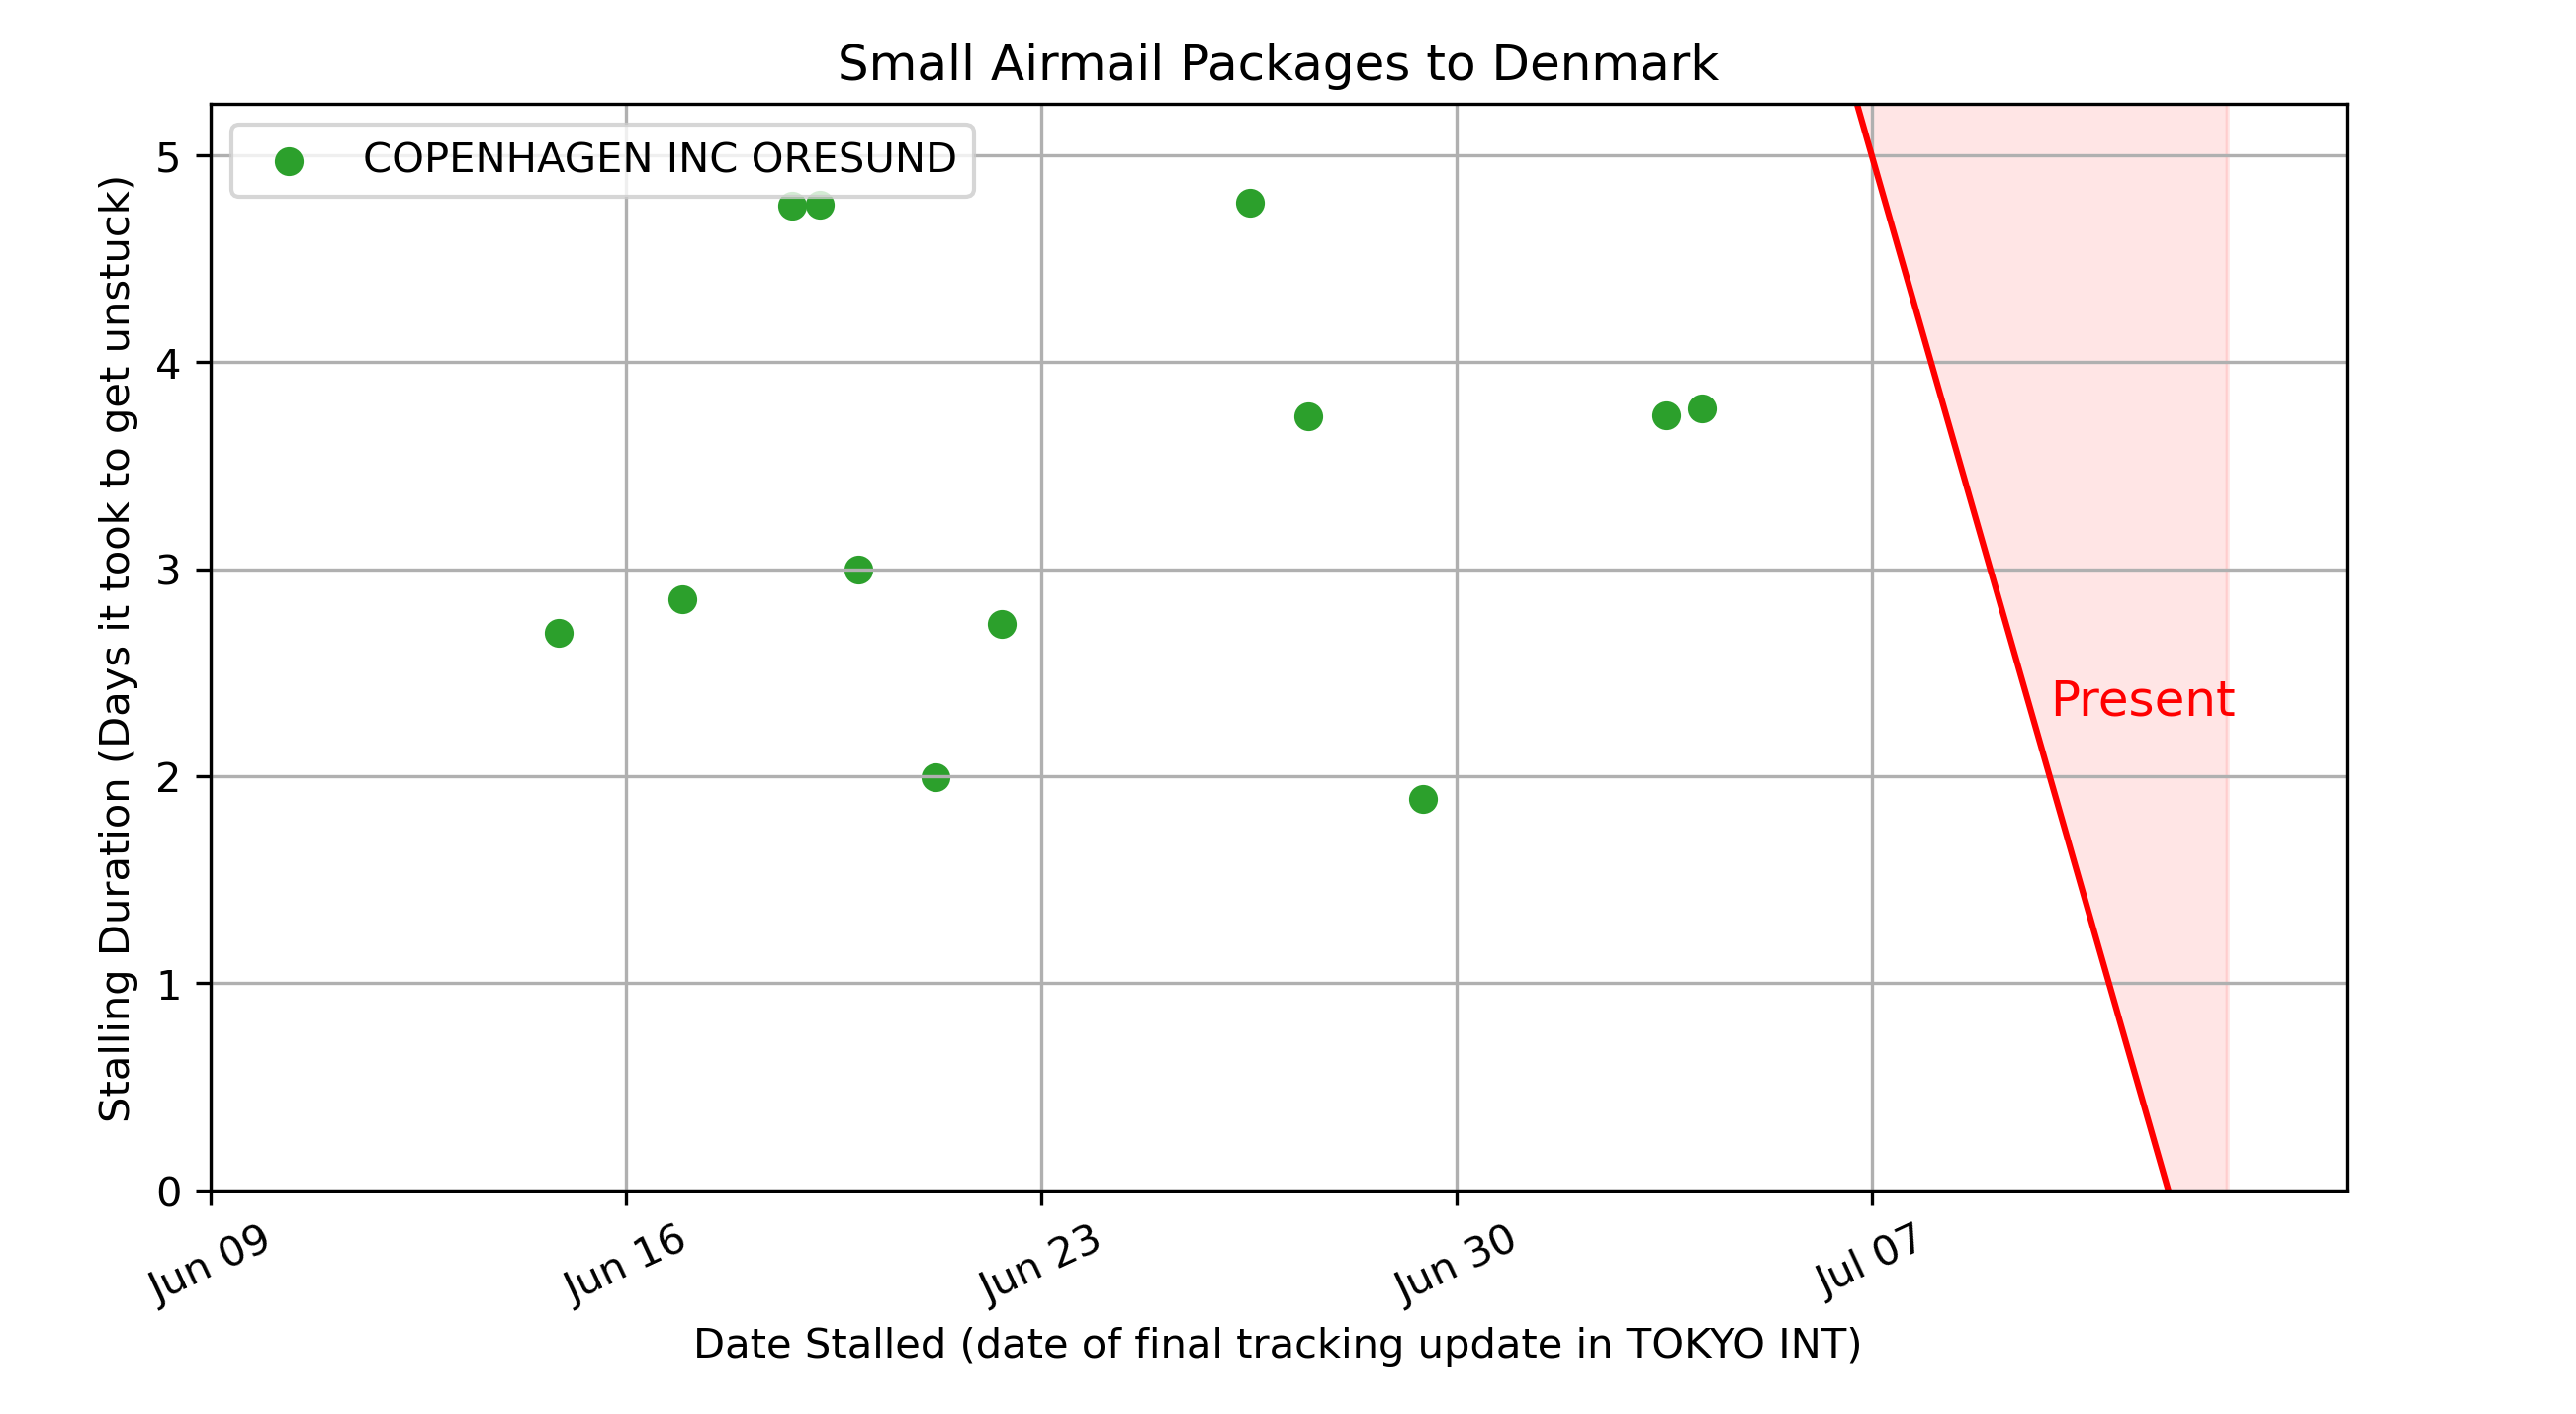 Small Airmail Packages to Denmark
COPENHAGEN INC ORESUND
5
4
3
2
1
0
Stalling Duration (Days it took to get unstuck)
Present
Jun 09
Jun 16
Jun 23
Jun 30
Jul 07
Date Stalled (date of final tracking update in TOKYO INT)